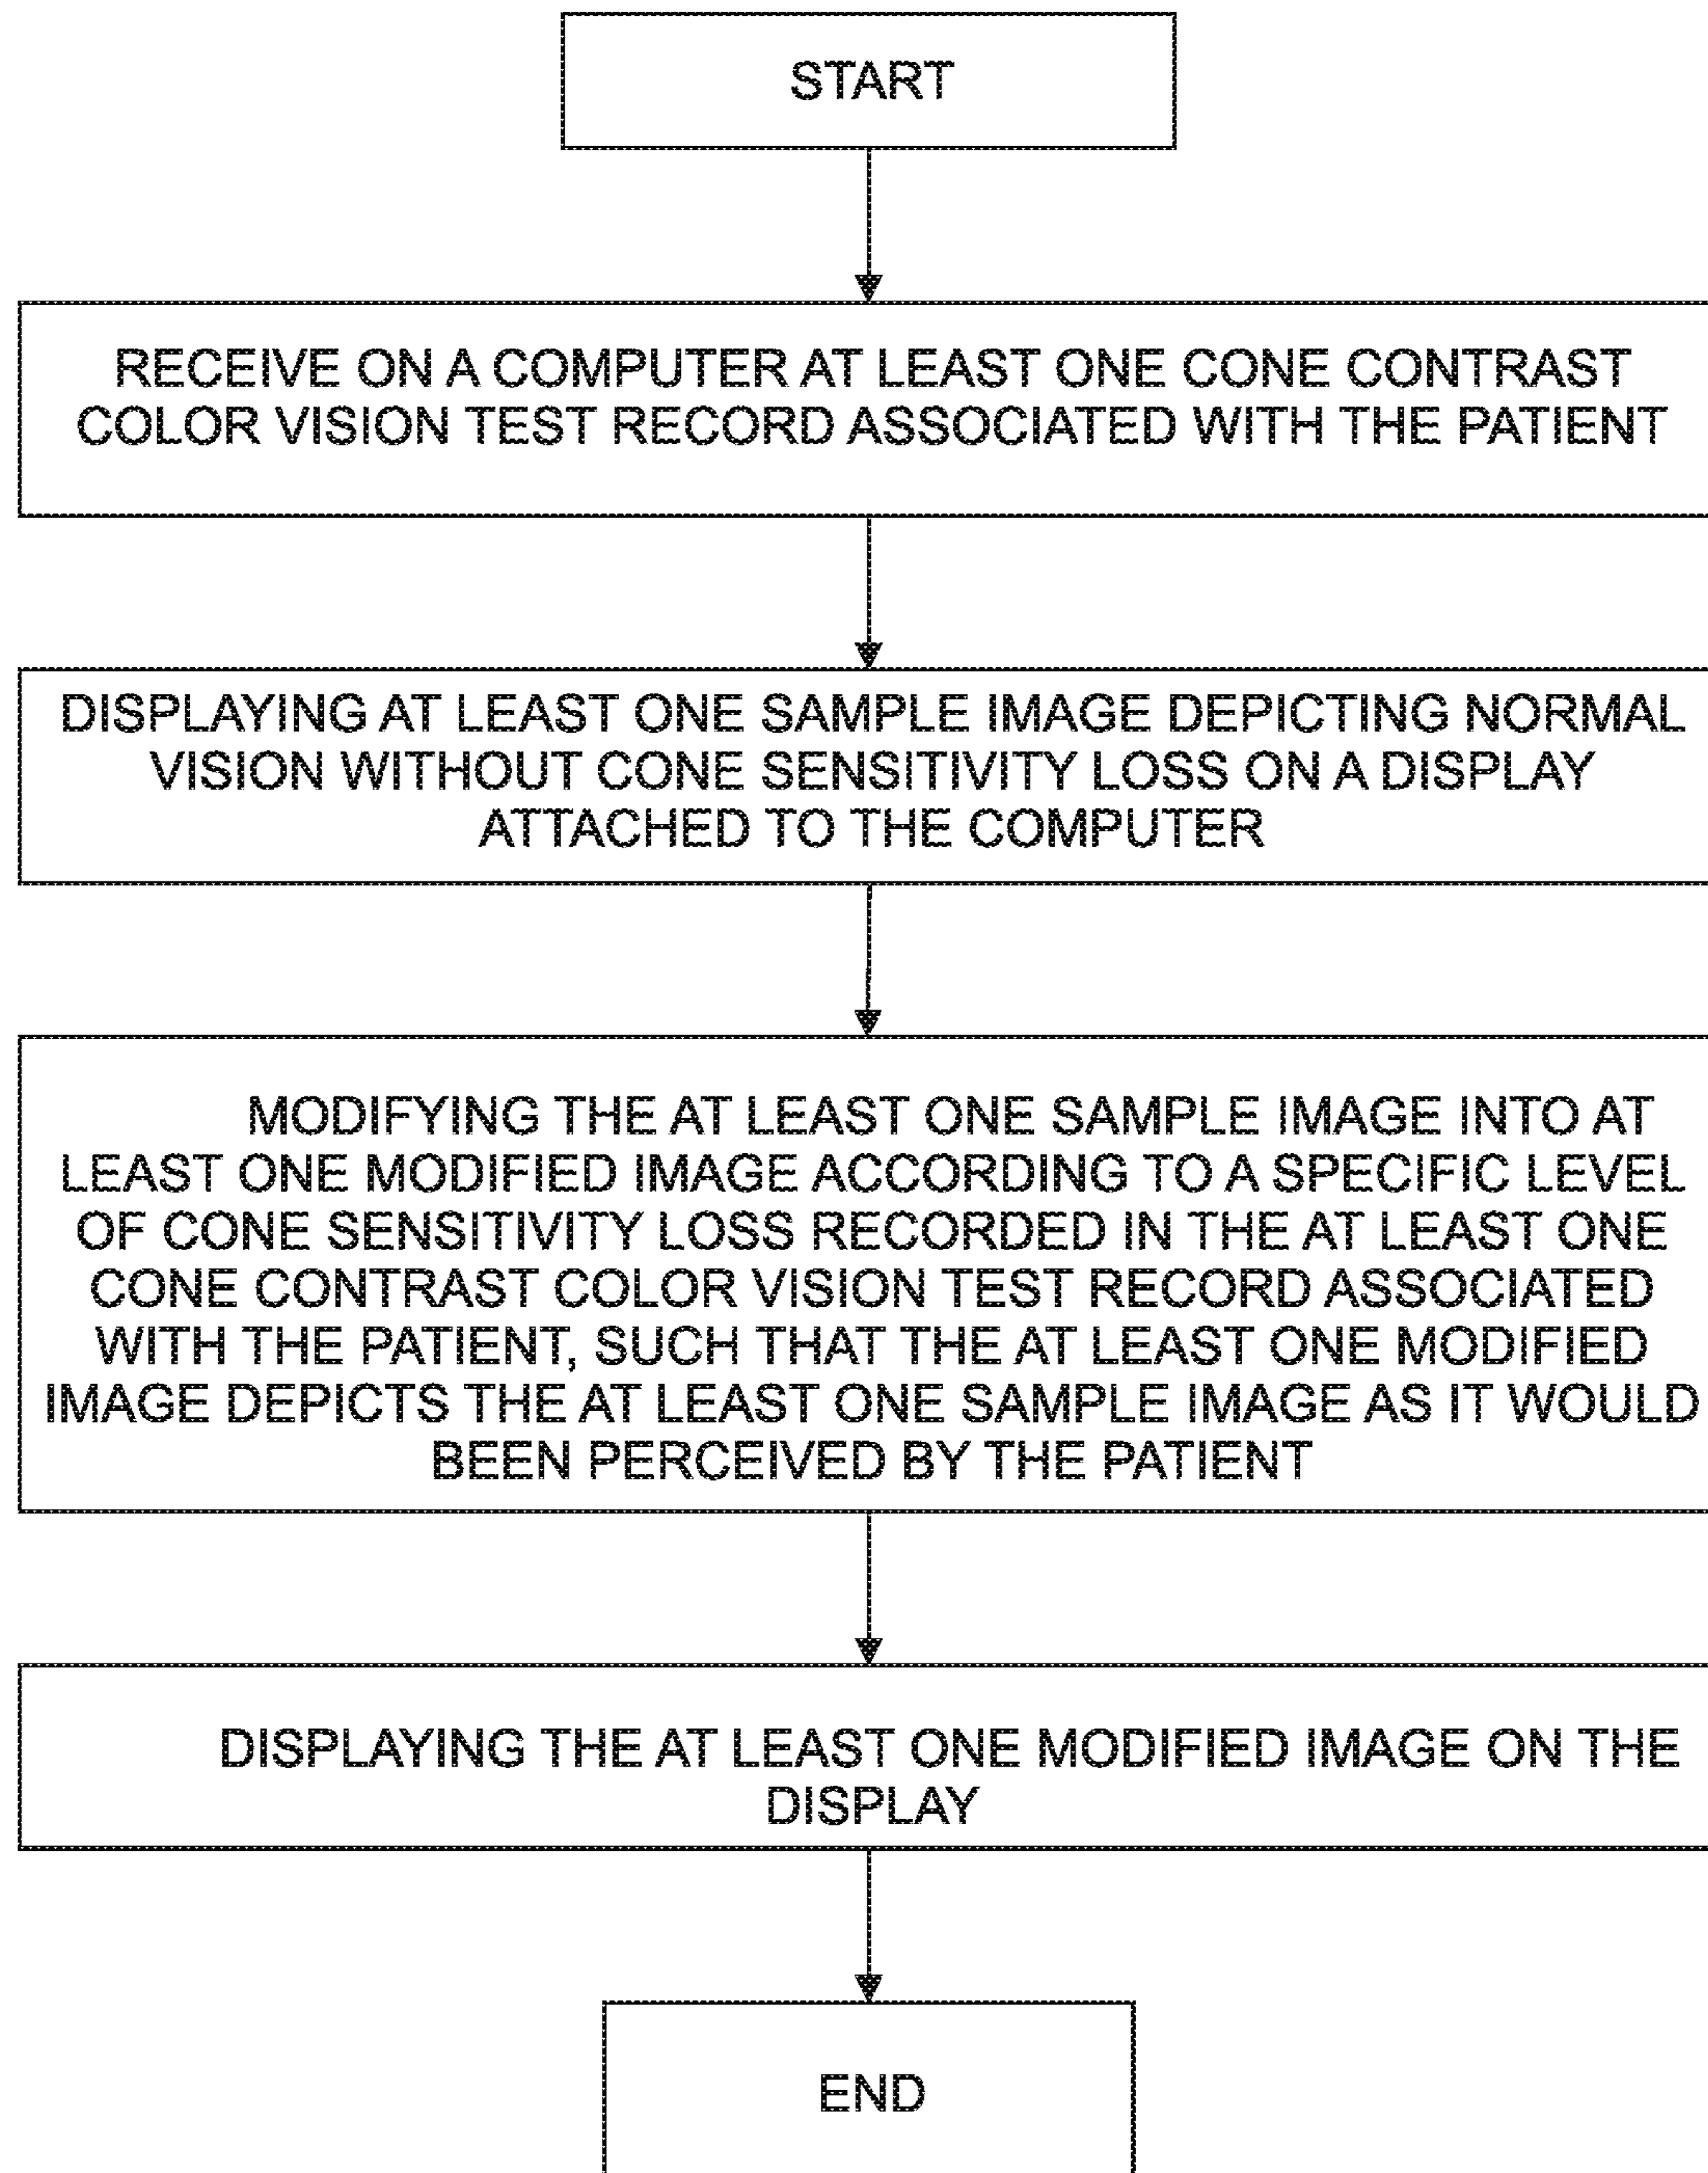 START
RECEIVE ON A COMPUTER AT LEAST ONE CONE CONTRAST
COLOR VISION TEST RECORD ASSOCIATED WITH THE PATIENT
DISPLAYING AT LEAST ONE SAMPLE IMAGE DEPICTING NORMAL
VISION WITHOUT CONE SENSITIVITY LOSS ON A DISPLAY
ATTACHED TO THE COMPUTER
MODIFYING THE AT LEAST ONE SAMPLE IMAGE INTO AT
LEAST ONE MODIFIED IMAGE ACCORDING TO A SPECIFIC LEVEL
OF CONE SENSITIVITY LOSS RECORDED IN THE AT LEAST ONE
CONE CONTRAST COLOR VISION TEST RECORD ASSOCIATED
WITH THE PATIENT, SUCH THAT THE AT LEAST ONE MODIFIED
IMAGE DEPICTS THE AT LEAST ONE SAMPLE IMAGE AS IT WOULD
BEEN PERCEIVED BY THE PATIENT
DISPLAYING THE AT LEAST ONE MODIFIED IMAGE ON THE
DISPLAY
END